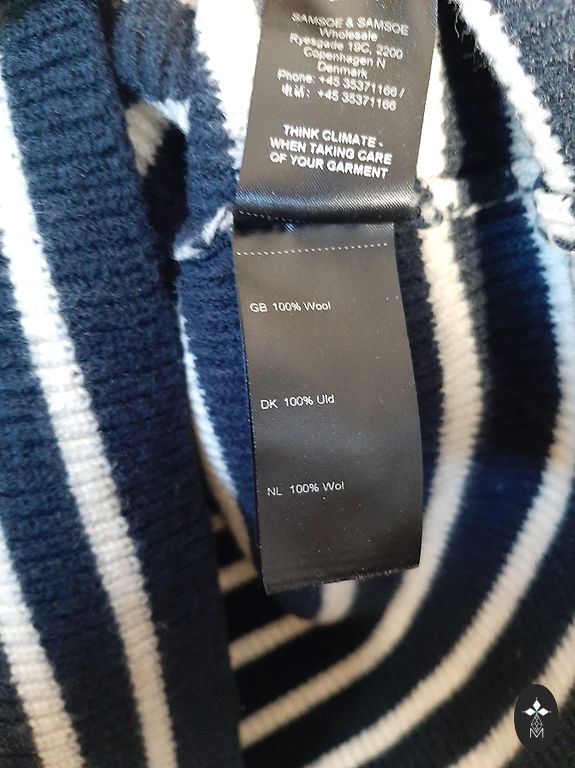 SAMSOE & SAMSOE
Wholesale
Ryesgade 19C, 2200
Copenhagen N
Denmark
Phone: +45 35371166 /
电话: +45 35371166
THINK CLIMATE -
WHEN TAKING CARE
OF YOUR GARMENT
GB 100% Wool
DK 100% Uld
NL 100% Wol
M